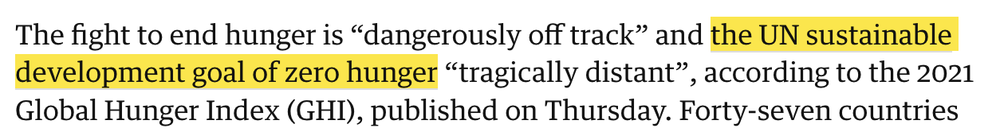 The fight to end hunger is “dangerously off track” and the UN sustainable
development goal of zero hunger “tragically distant”, according to the 2021
Global Hunger Index (GHI), published on Thursday. Forty-seven countries